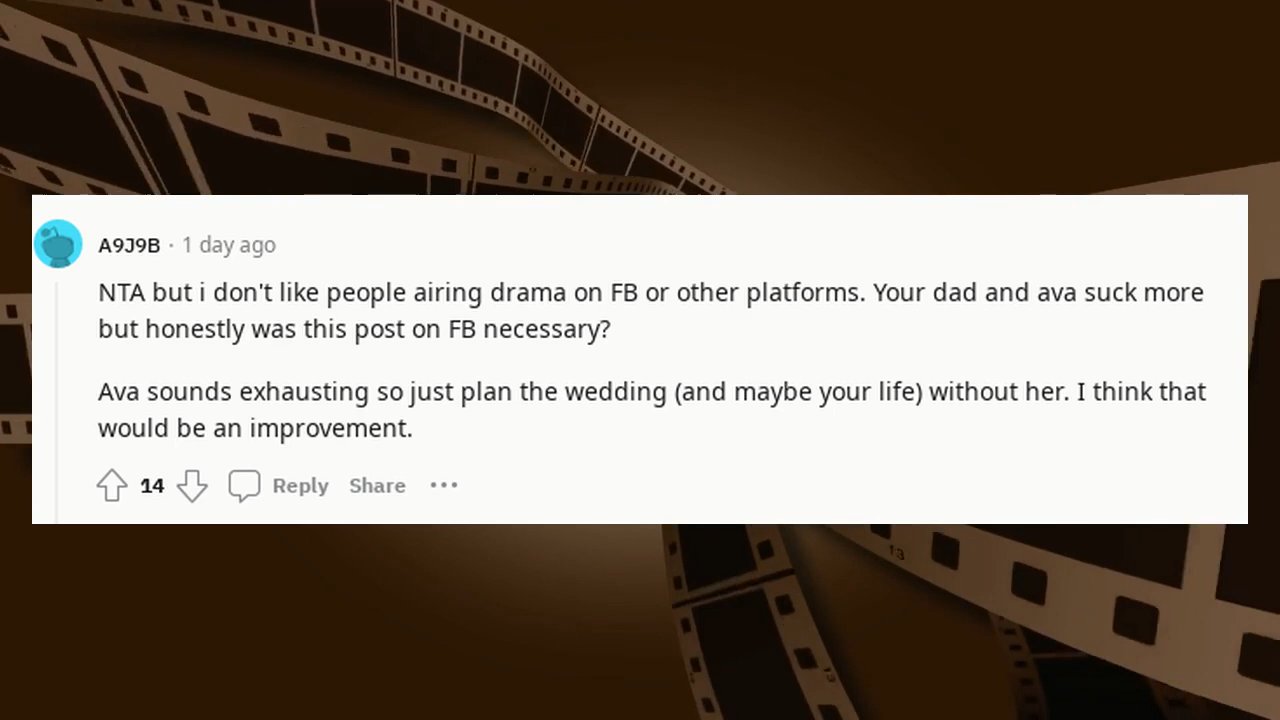 A9J9B · 1 day ago
NTA but i don't like people airing drama on FB or other platforms. Your dad and ava suck more
but honestly was this post on FB necessary?
Ava sounds exhausting so just plan the wedding (and maybe your life) without her. I think that
would be an improvement.
14 Reply Share •••
13